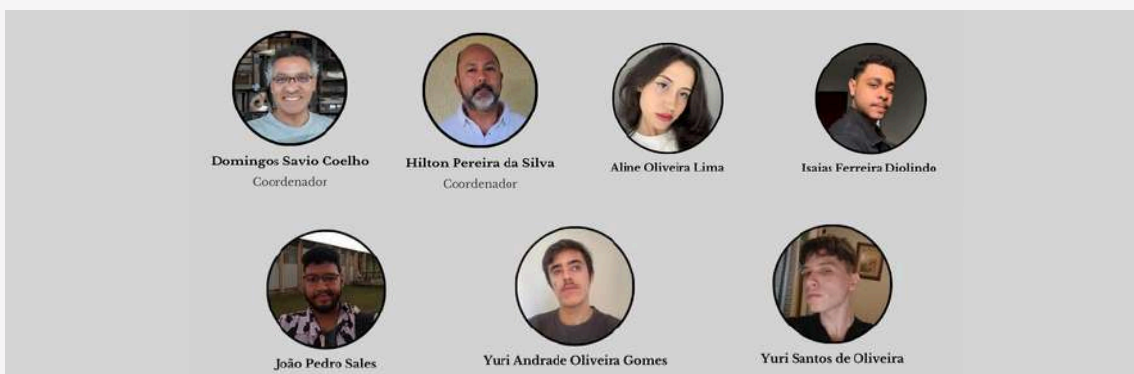 Domingos Savio Coelho
Coordenador
Hilton Pereira da Silva
Coordenador
Aline Oliveira Lima
Isaias Ferreira Diolindo
João Pedro Sales
Yuri Andrade Oliveira Gomes
Yuri Santos de Oliveira